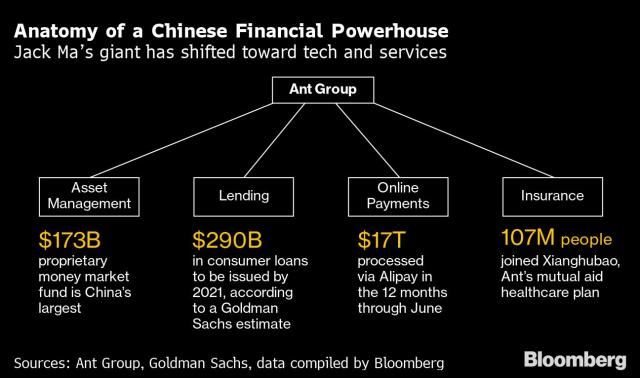 Anatomy of a Chinese Financial Powerhouse
Jack Ma's giant has shifted toward tech and services
Ant Group
Asset
Management
$173B
proprietary
money market
fund is China's
largest
Lending
$290B
in consumer loans
to be issued by
2021, according
to a Goldman
Sachs estimate
Online
Payments
$17T
processed
via Alipay in
the 12 months
through June
Insurance
107M people
joined Xianghubao,
Ant's mutual aid
healthcare plan
Sources: Ant Group, Goldman Sachs, data compiled by Bloomberg
Bloomberg